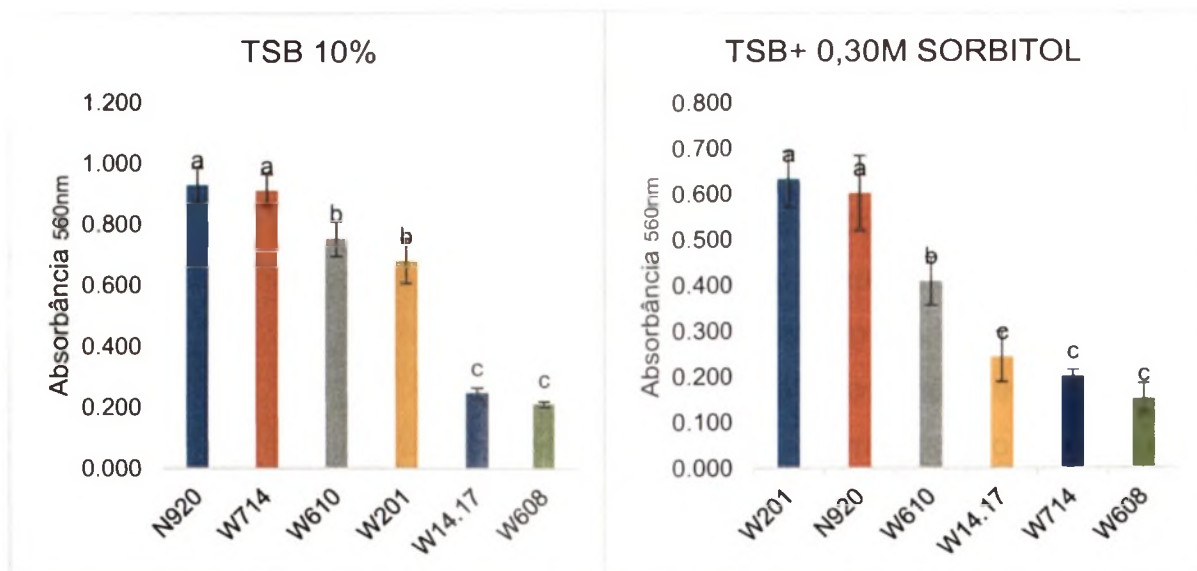 TSB 10%
Absorbância 560nm
1.200
1.000
0.800
0.600
0.400
0.200
0.000
a
a
b
b
c
c
N920
W714
W610
W201
W14.17
W608
TSB+ 0,30M SORBITOL
Absorbância 560nm
0.800
0.700
0.600
0.500
0.400
0.300
0.200
0.100
0.000
a
a
b
c
c
c
W201
N920
W610
W14.17
W714
W608